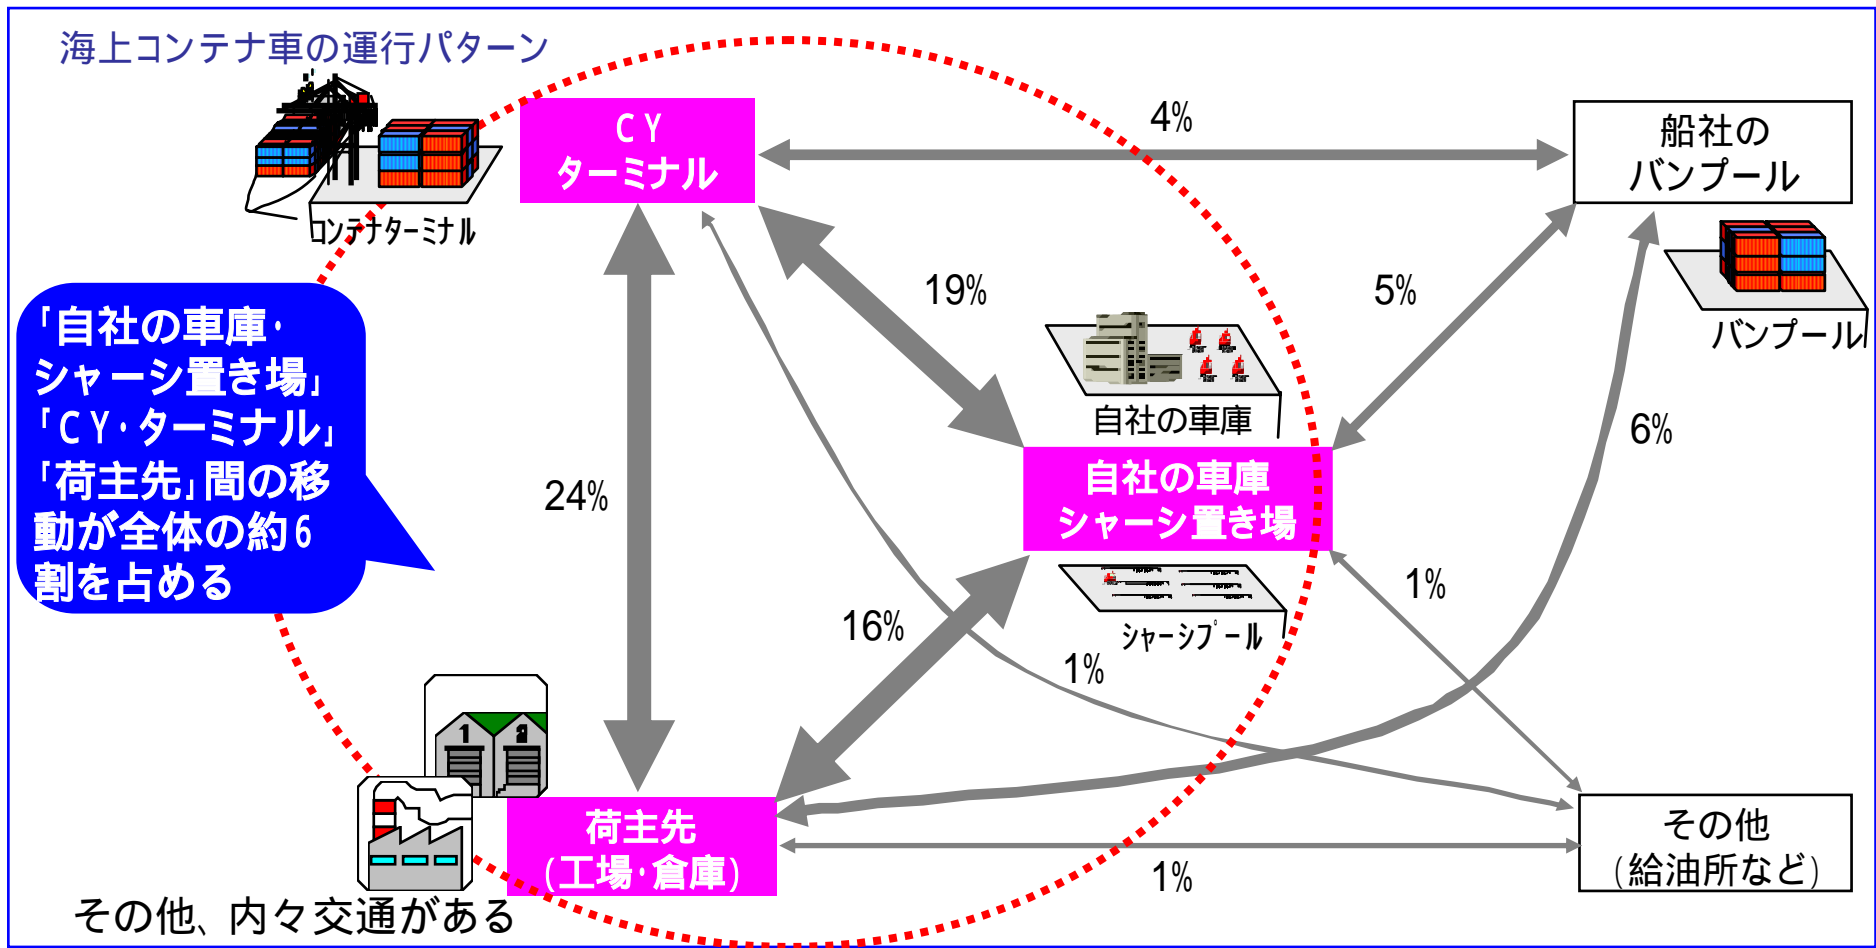 海上コンテナ車の運行パターン
CY
ターミナル
4%
船社の
バンプール
コンテナターミナル
バンプール
19%
5%
「自社の車庫・
シャーシ置き場」
「CY・ターミナル」
「荷主先」間の移
動が全体の約6
割を占める
自社の車庫
6%
自社の車庫
シャーシ置き場
24%
1%
シャーシプール
16%
1%
1
2
荷主先
(工場・倉庫)
1%
その他
(給油所など)
その他、内々交通がある